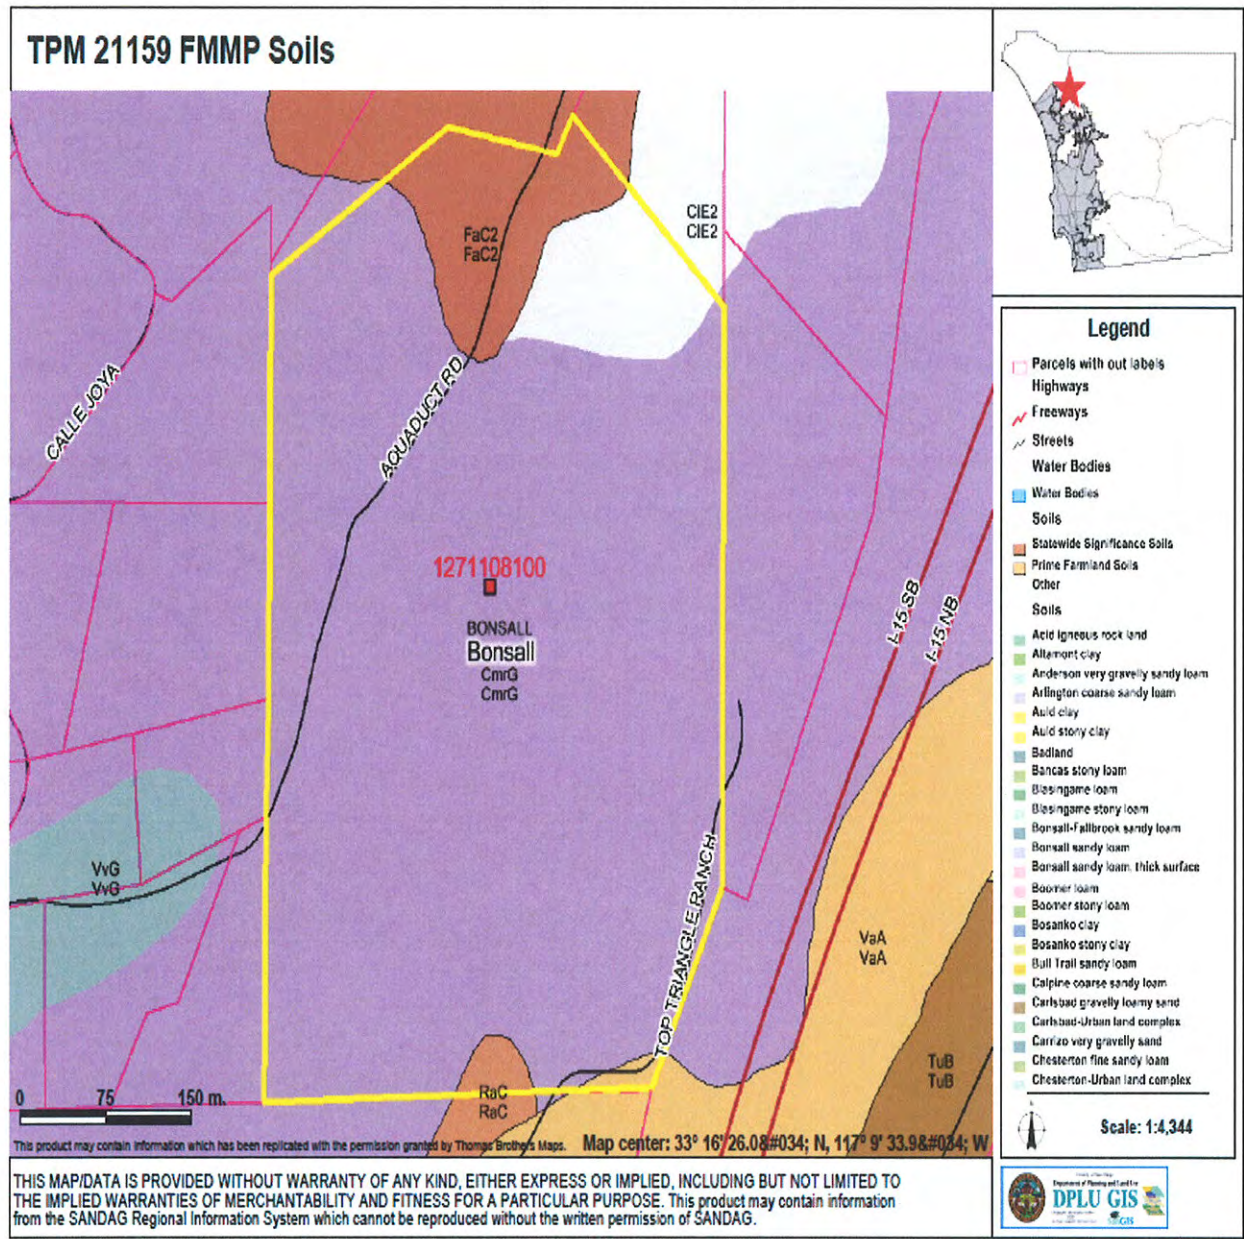 TPM 21159 FMMP Soils
FaC2
FaC2
CIE2
CIE2
CALLE JOYA
AQUADUCT RD
1271108100
BONSALL
Bonsall
CmrG
CmrG
I-15 SB
I-15 NB
VvG
VvG
TOP TRIANGLE RANCH
VaA
VaA
TuB
TuB
RaC
RaC
0 75 150 m.
This product may contain information which has been replicated with the permission granted by Thomas Brothers Maps.
Map center: 33° 16' 26.0&#034; N, 117° 9' 33.9&#034; W
Legend
Parcels with out labels
Highways
Freeways
Streets
Water Bodies
Water Bodies
Soils
Statewide Significance Soils
Prime Farmland Soils
Other
Soils
Acid igneous rock land
Altamont clay
Anderson very gravelly sandy loam
Arlington coarse sandy loam
Auld clay
Auld stony clay
Badland
Bancas stony loam
Blasingame loam
Blasingame stony loam
Bonsall-Fallbrook sandy loam
Bonsall sandy loam
Bonsall sandy loam, thick surface
Boomer loam
Boomer stony loam
Bosanko clay
Bosanko stony clay
Bull Trail sandy loam
Calpine coarse sandy loam
Carlsbad gravelly loamy sand
Carlsbad-Urban land complex
Carrizo very gravelly sand
Chesterton fine sandy loam
Chesterton-Urban land complex
Scale: 1:4,344
THIS MAP/DATA IS PROVIDED WITHOUT WARRANTY OF ANY KIND, EITHER EXPRESS OR IMPLIED, INCLUDING BUT NOT LIMITED TO
THE IMPLIED WARRANTIES OF MERCHANTABILITY AND FITNESS FOR A PARTICULAR PURPOSE. This product may contain information
from the SANDAG Regional Information System which cannot be reproduced without the written permission of SANDAG.
Department of Planning and Land Use
DPLU GIS
SanGIS